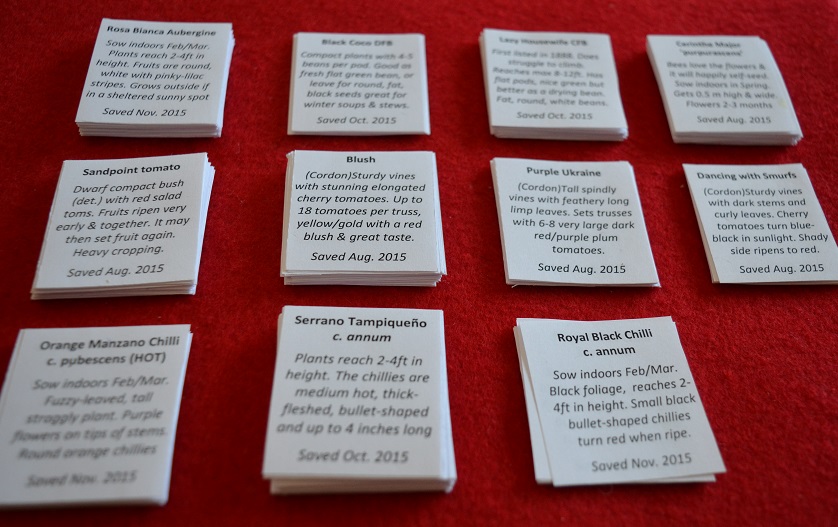 Rosa Bianca Aubergine
Sow indoors Feb/Mar.
Plants reach 2-4ft in
height. Fruits are round,
white with pinky-lilac
stripes. Grows outside if
in a sheltered sunny spot
Saved Nov. 2015
Black Coco DFB
Compact plants with 4-5
beans per pod. Good as
fresh flat green bean, or
leave for round, fat,
black seeds great for
winter soups & stews.
Saved Oct. 2015
Lazy Housewife CFB
First listed in 1888. Does
struggle to climb.
Reaches max 8-12ft. Has
flat pods, nice green but
better as a drying bean.
Fat, round, white beans.
Saved Oct. 2015
Cerinthe Major
'purpurascens'
Bees love the flowers &
it will happily self-seed.
Sow indoors in Spring.
Gets 0.5 m high & wide.
Flowers 2-3 months
Saved Aug. 2015
Sandpoint tomato
Dwarf compact bush
(det.) with red salad
toms. Fruits ripen very
early & together. It may
then set fruit again.
Heavy cropping.
Saved Aug. 2015
Blush
(Cordon)Sturdy vines
with stunning elongated
cherry tomatoes. Up to
18 tomatoes per truss,
yellow/gold with a red
blush & great taste.
Saved Aug. 2015
Purple Ukraine
(Cordon)Tall spindly
vines with feathery long
limp leaves. Sets trusses
with 6-8 very large dark
red/purple plum
tomatoes.
Saved Aug. 2015
Dancing with Smurfs
(Cordon)Sturdy vines
with dark stems and
curly leaves. Cherry
tomatoes turn blue-
black in sunlight. Shady
side ripens to red.
Saved Aug. 2015
Orange Manzano Chilli
c. pubescens (HOT)
Sow indoors Feb/Mar.
Fuzzy-leaved, tall
straggly plant. Purple
flowers on tips of stems.
Round orange chillies
Saved Nov. 2015
Serrano Tampiqueño
c. annum
Plants reach 2-4ft in
height. The chillies are
medium hot, thick-
fleshed, bullet-shaped
and up to 4 inches long
Saved Oct. 2015
Royal Black Chilli
c. annum
Sow indoors Feb/Mar.
Black foliage, reaches 2-
4ft in height. Small black
bullet-shaped chillies
turn red when ripe.
Saved Nov. 2015